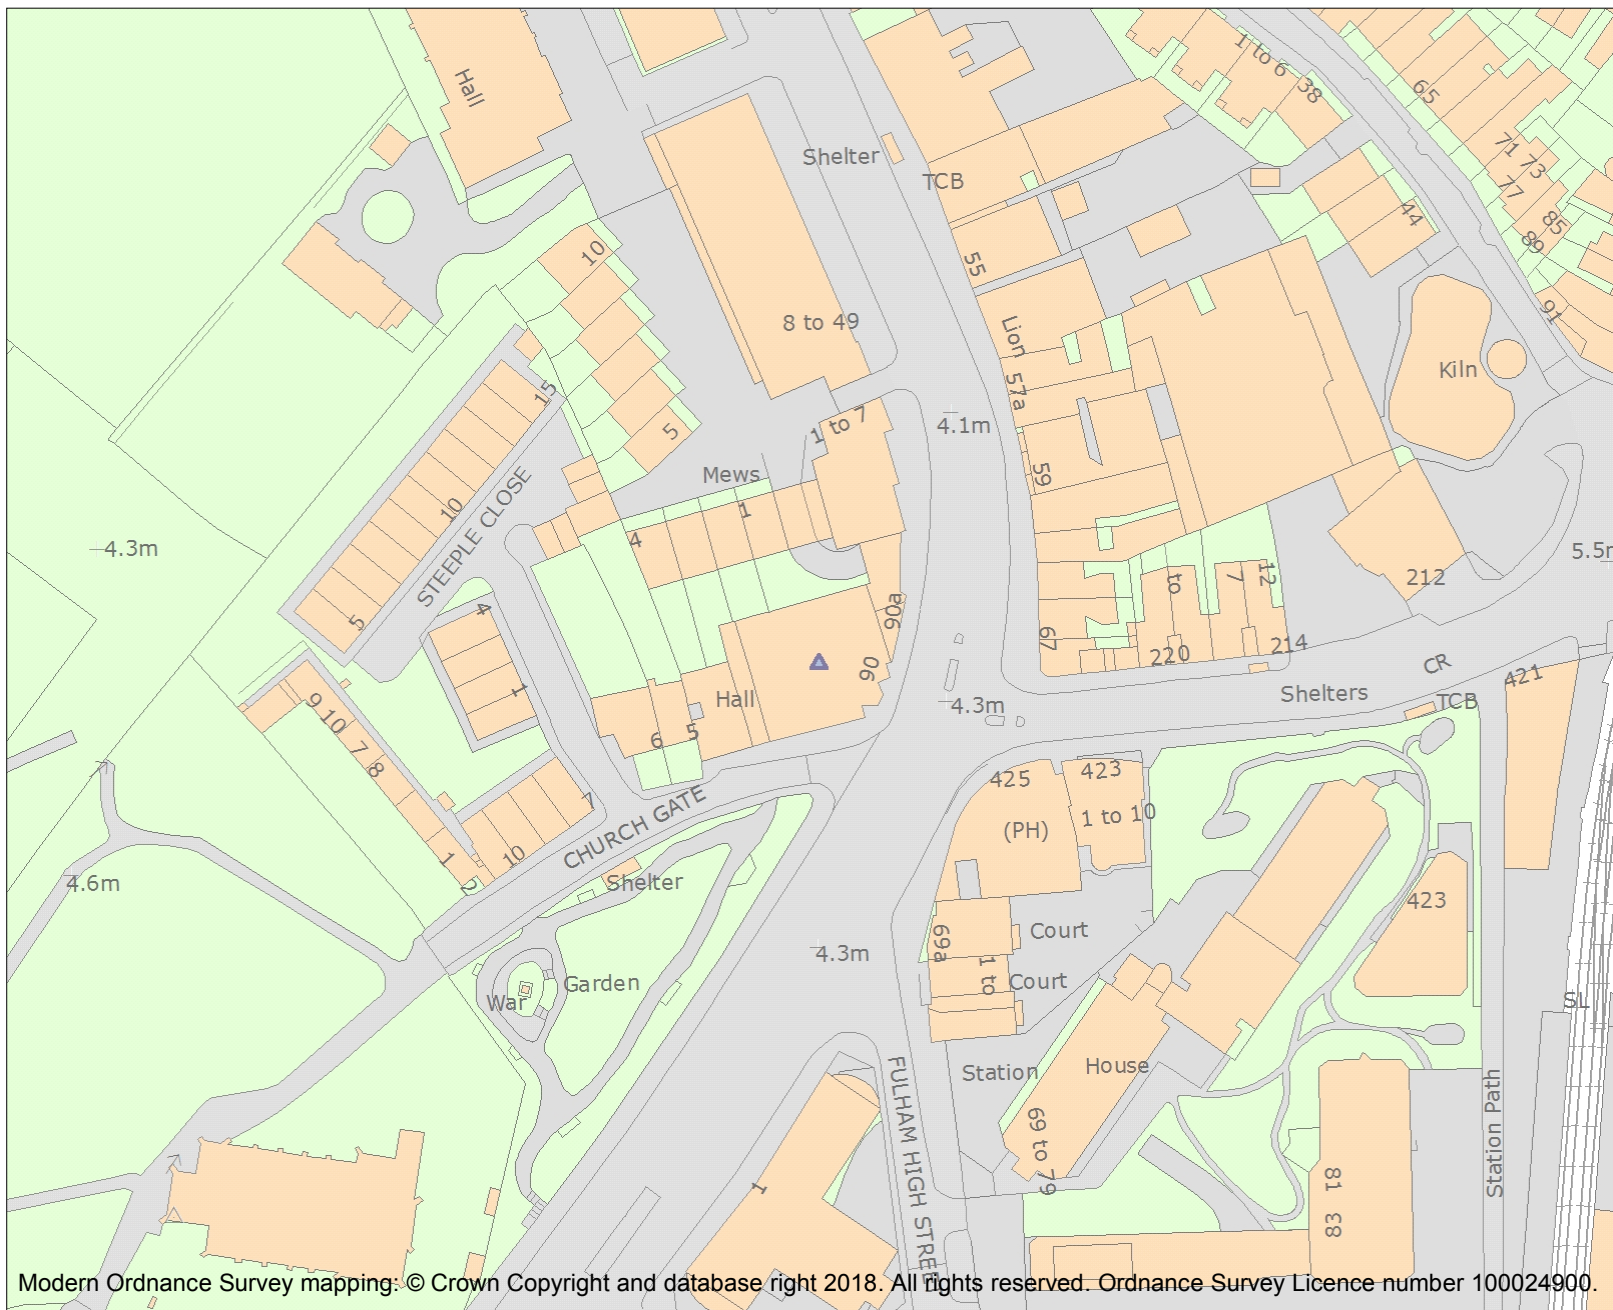 Hall
1 to 6
38
65
Shelter
TCB
71
73
77
44
85
89
10
55
8 to 49
Lion
91
Kiln
15
57a
1 to 7
4.1m
5
Mews
59
10
1
4
4.3m
STEEPLE CLOSE
5.5m
212
to
7
12
5
4
90a
67
220
214
90
CR
Hall
1
Shelters
421
TCB
4.3m
9
10
7
8
6
5
425
423
1 to 10
(PH)
7
CHURCH GATE
1
10
2
Shelter
4.6m
423
69a
Court
4.3m
1 to
Court
War
Garden
SL
Station
House
FULHAM HIGH STREE
69 to 79
Station Path
1
81
83
Modern Ordnance Survey mapping: © Crown Copyright and database right 2018. All rights reserved. Ordnance Survey Licence number 100024900.